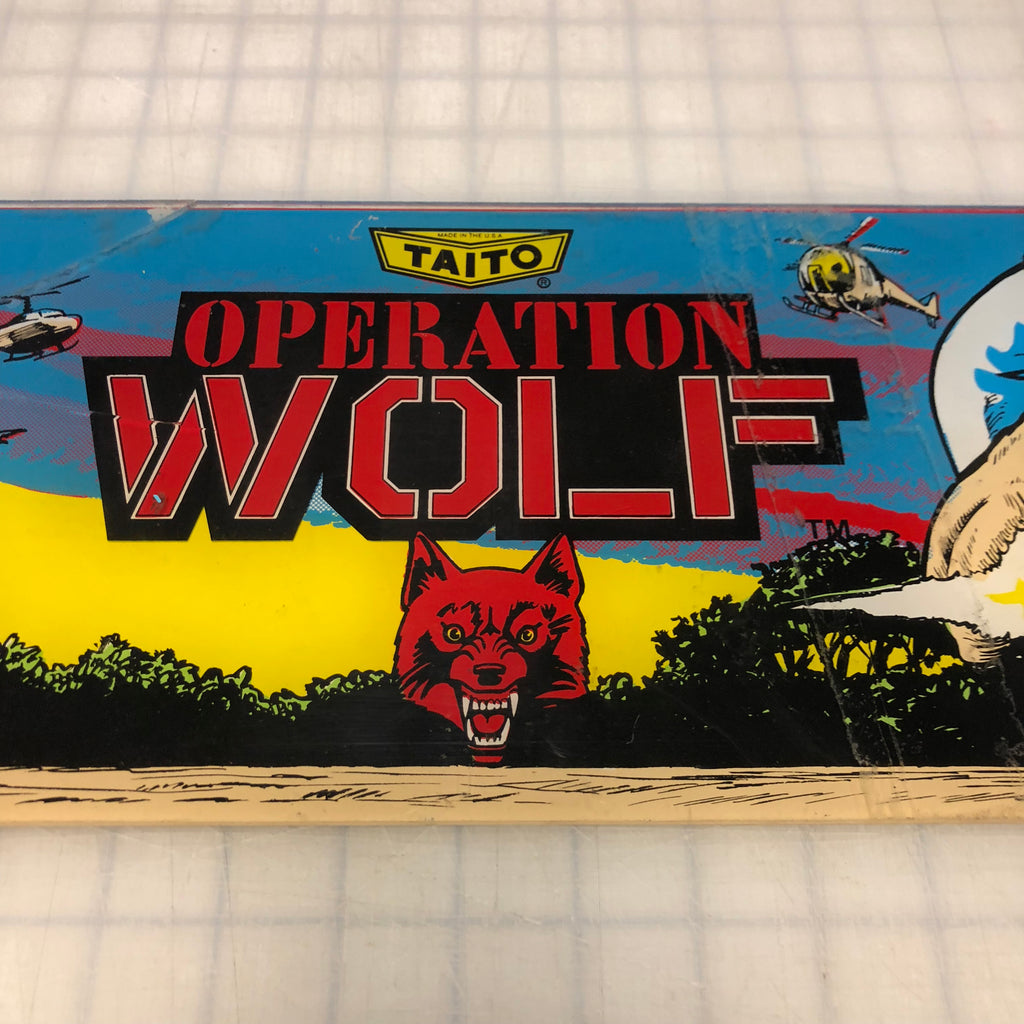 MADE IN THE U.S.A
TAITO
®
OPERATION
WOLF
TM